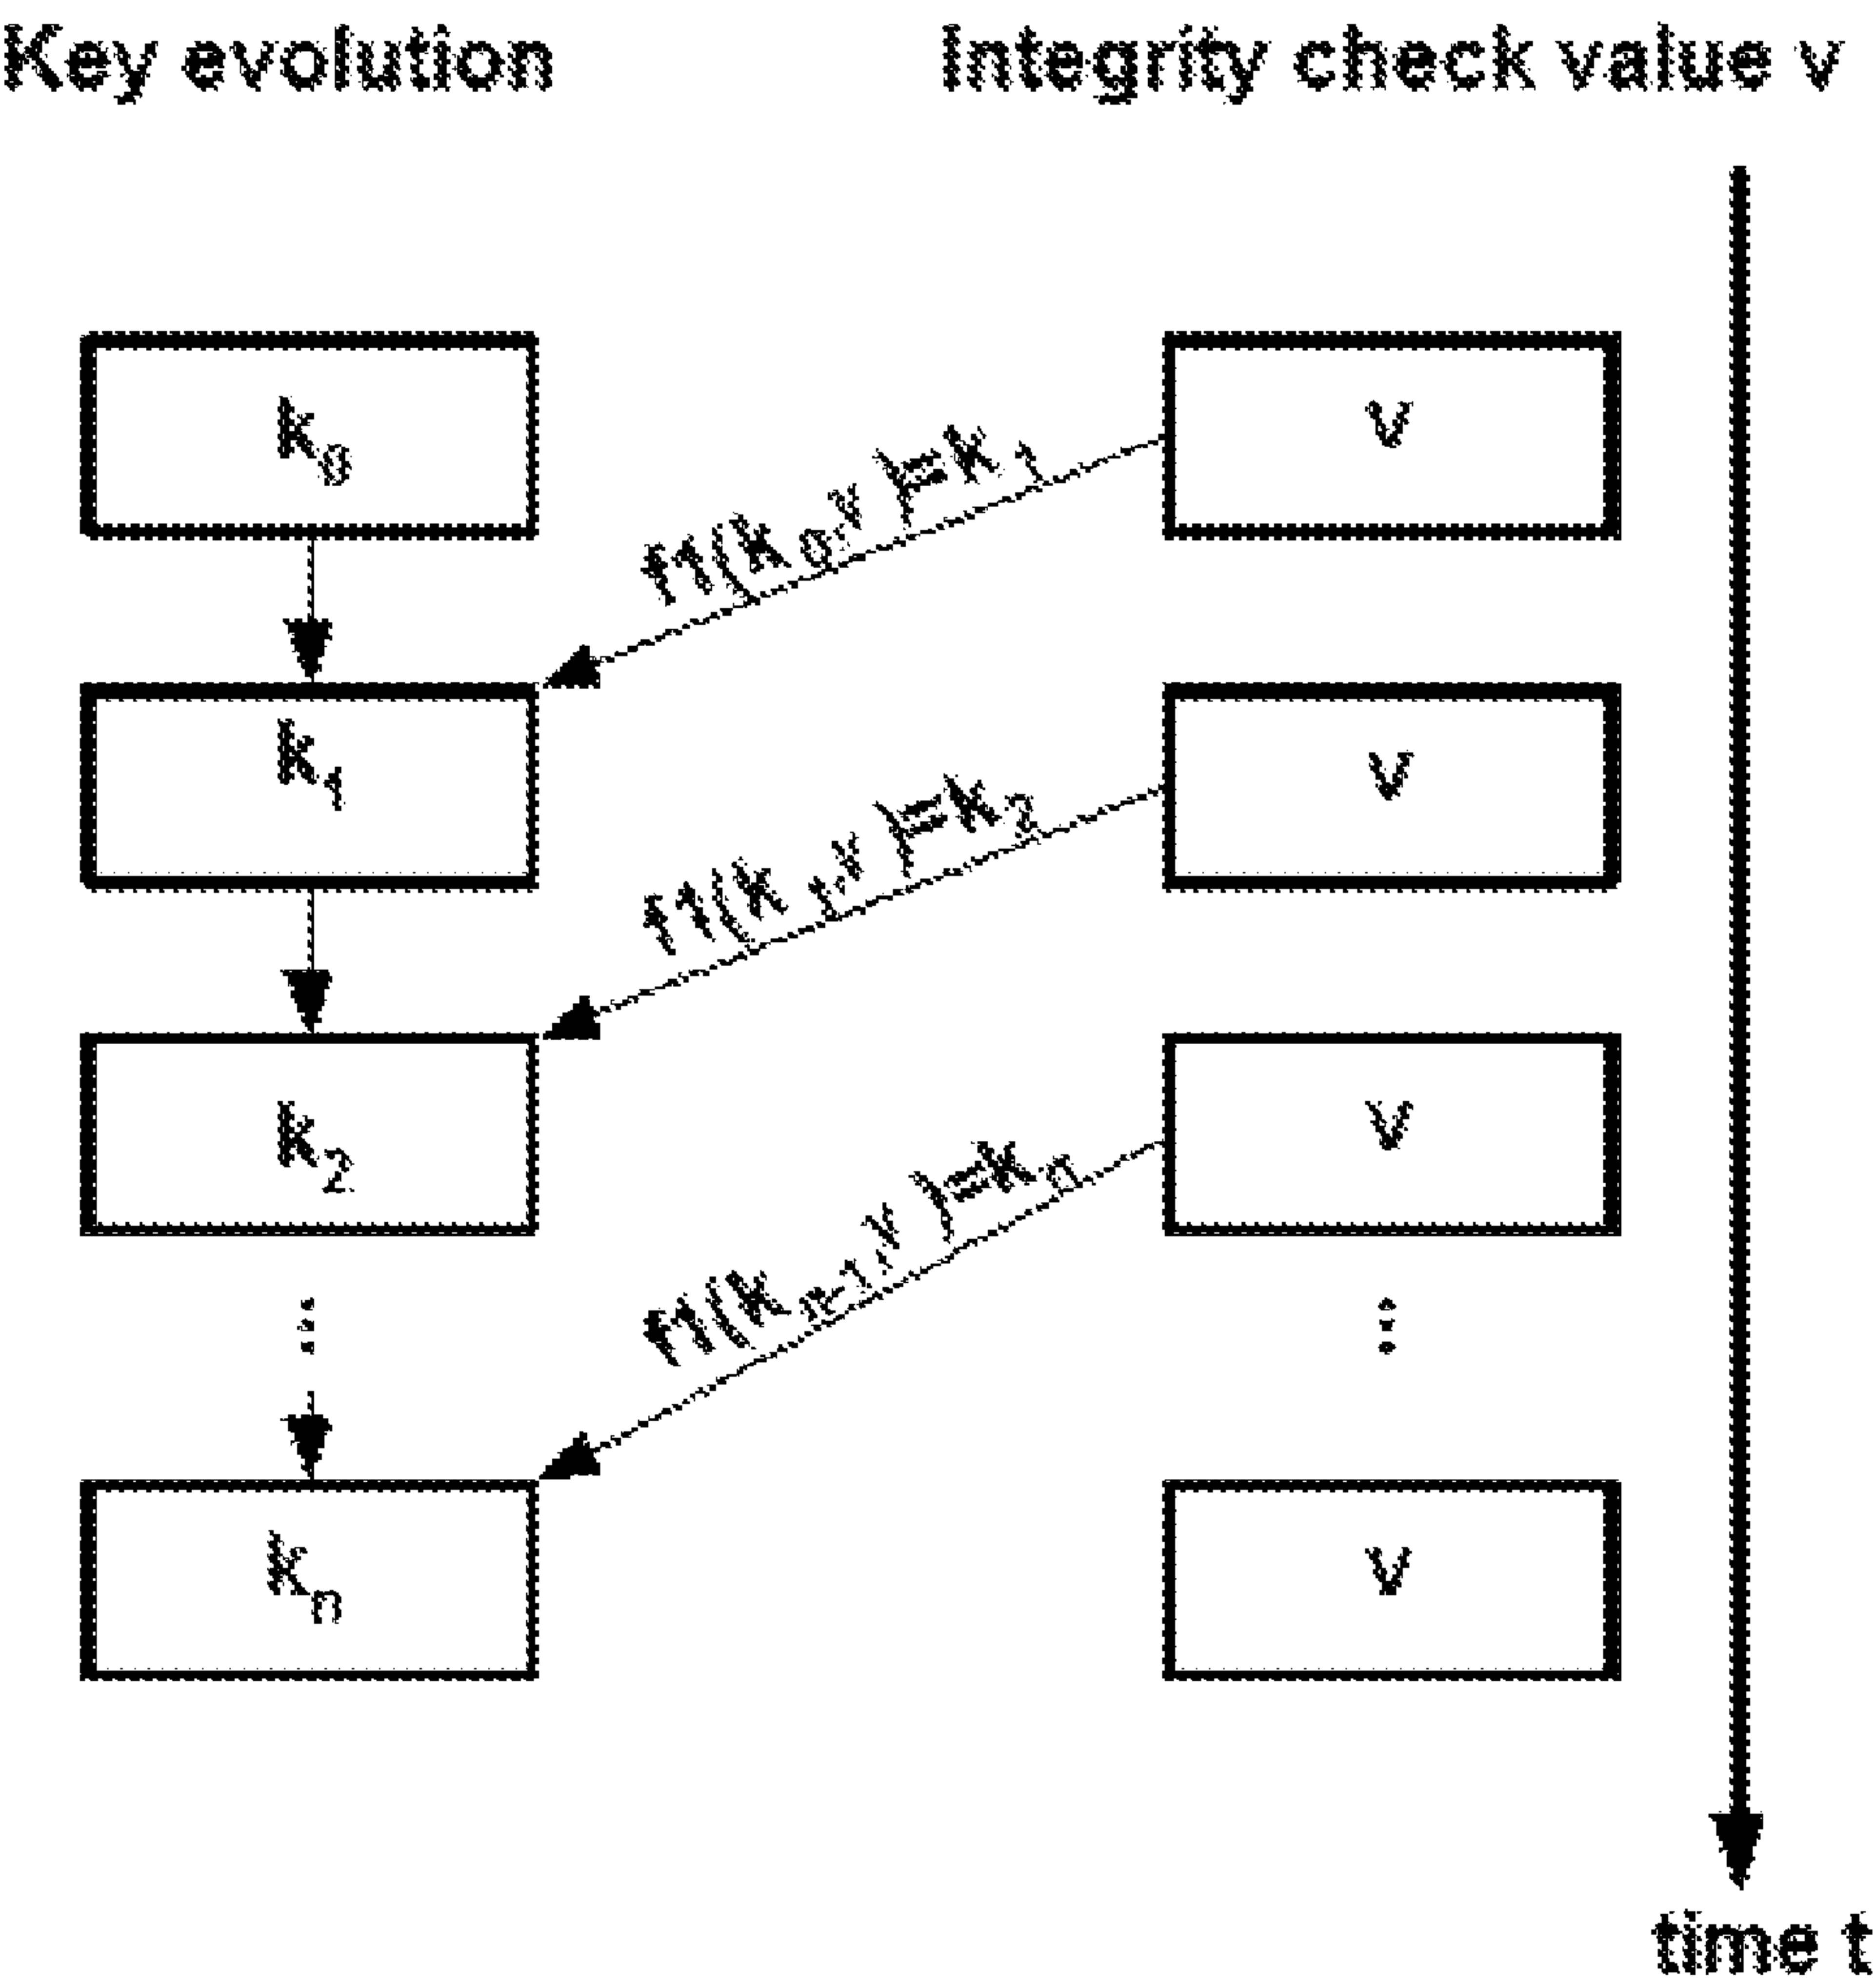 Key evolution
Integrity check value v
k0
v
f1(k0,v)=k1
k1
v
f1(k1,v)=k2
k2
v
f1(kn-1,v)=kn
kn
v
time t